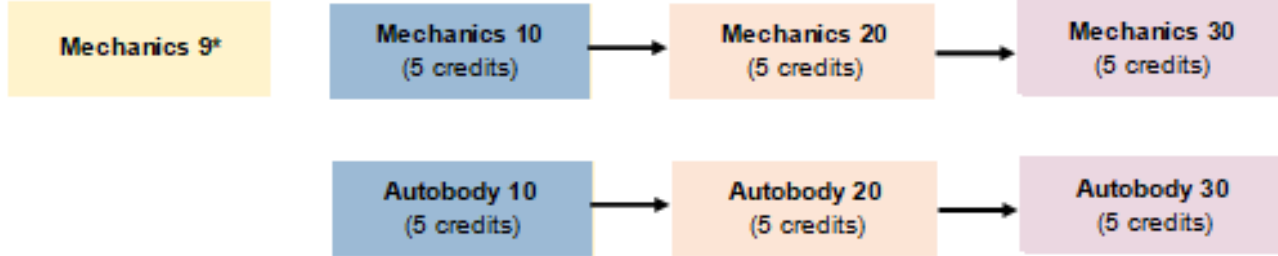 Mechanics 9*
Mechanics 10
(5 credits)
Mechanics 20
(5 credits)
Mechanics 30
(5 credits)
Autobody 10
(5 credits)
Autobody 20
(5 credits)
Autobody 30
(5 credits)